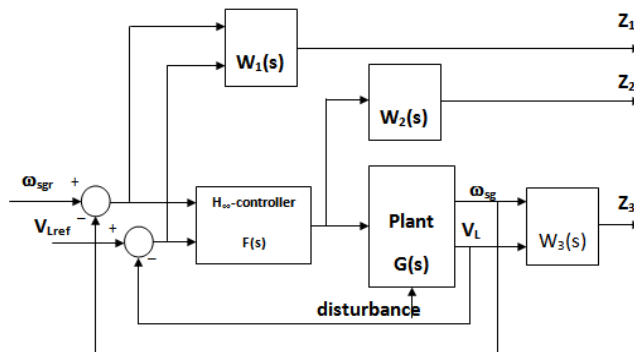 Z₁
W₁(s)
Z₂
W₂(s)
ωsgr
+
−
H∞-controller
F(s)
Plant
G(s)
ωsg
VL
Z₃
W₃(s)
VLref
+
−
disturbance